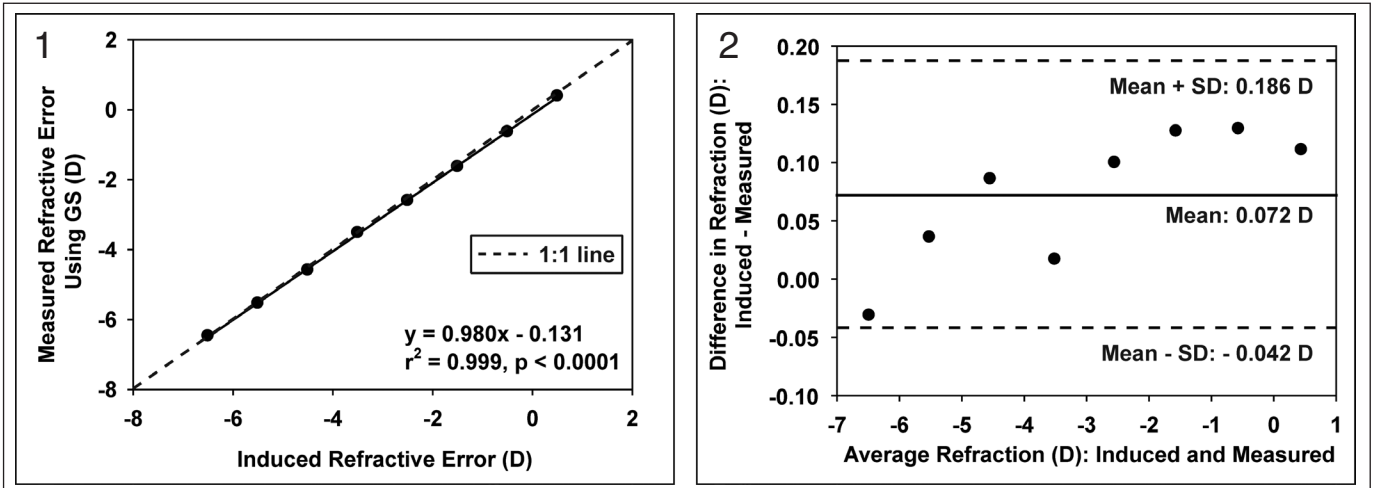 1
2
0
-2
-4
-6
-8
-8 -6 -4 -2 0 2
Measured Refractive Error
Using GS (D)
Induced Refractive Error (D)
1:1 line
y = 0.980x - 0.131
r² = 0.999, p < 0.0001
2
0.20
0.15
0.10
0.05
0.00
-0.05
-0.10
-7 -6 -5 -4 -3 -2 -1 0 1
Difference in Refraction (D):
Induced - Measured
Average Refraction (D): Induced and Measured
Mean + SD: 0.186 D
Mean: 0.072 D
Mean - SD: - 0.042 D